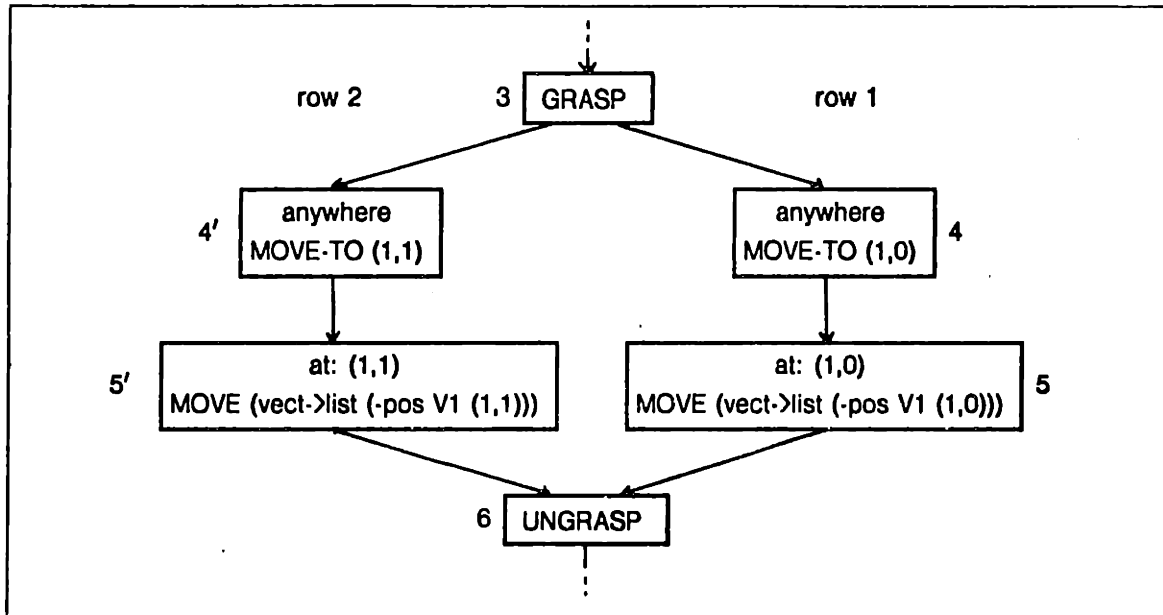 row 2
3
GRASP
row 1
4'
anywhere
MOVE-TO (1,1)
anywhere
MOVE-TO (1,0)
4
5'
at: (1,1)
MOVE (vect->list (-pos V1 (1,1)))
at: (1,0)
MOVE (vect->list (-pos V1 (1,0)))
5
6
UNGRASP